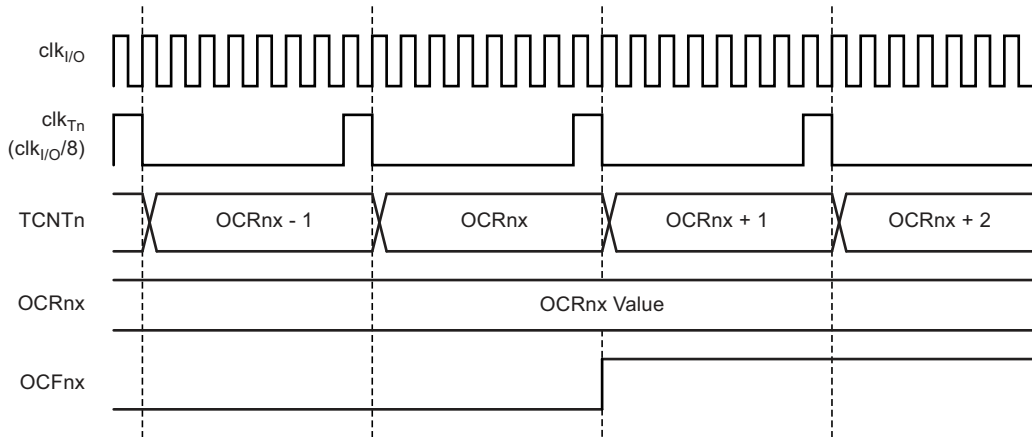 clkI/O
clkTn
(clkI/O/8)
TCNTn OCRnx - 1 OCRnx OCRnx + 1 OCRnx + 2
OCRnx OCRnx Value
OCFnx